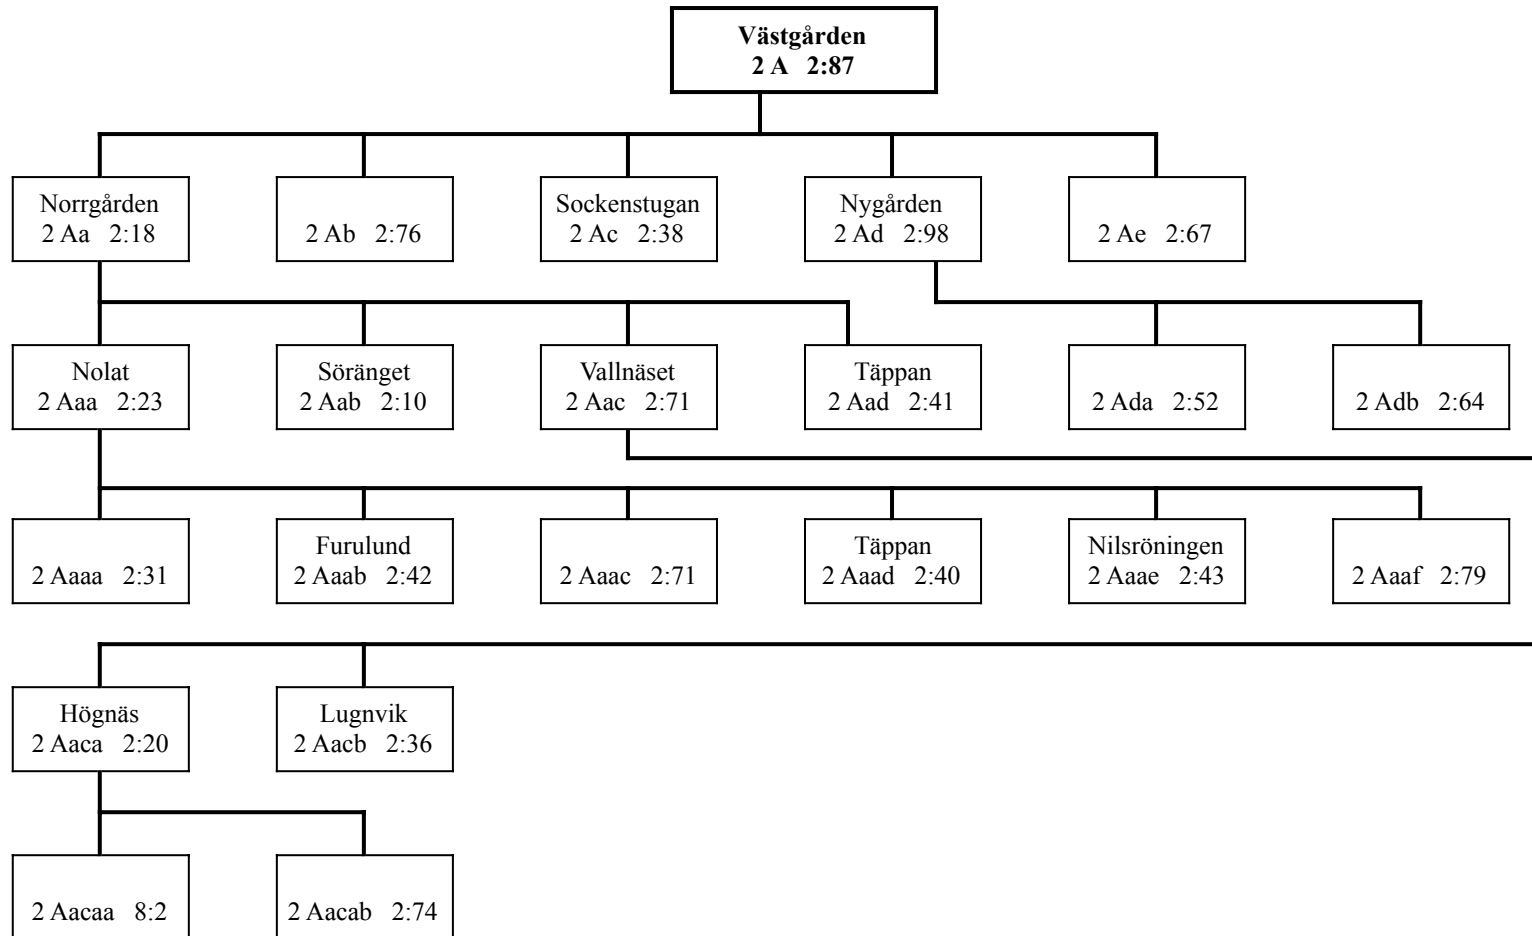 Västgården
2 A 2:87
Norrgården
2 Aa 2:18
2 Ab 2:76
Sockenstugan
2 Ac 2:38
Nygården
2 Ad 2:98
2 Ae 2:67
Nolat
2 Aaa 2:23
Söränget
2 Aab 2:10
Vallnäset
2 Aac 2:71
Täppan
2 Aad 2:41
2 Ada 2:52
2 Adb 2:64
2 Aaaa 2:31
Furulund
2 Aaab 2:42
2 Aaac 2:71
Täppan
2 Aaad 2:40
Nilsröningen
2 Aaae 2:43
2 Aaaf 2:79
Högnäs
2 Aaca 2:20
Lugnvik
2 Aacb 2:36
2 Aacaa 8:2
2 Aacab 2:74